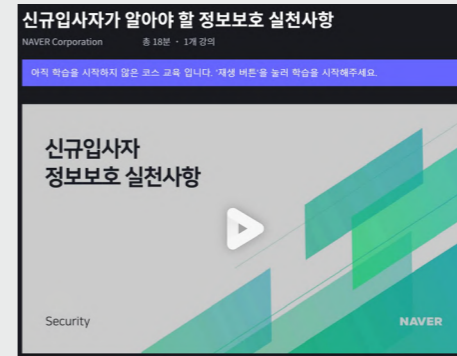 신규입사자가 알아야 할 정보보호 실천사항
NAVER Corporation 총 18분 · 1개 강의
아직 학습을 시작하지 않은 코스 교육 입니다. '재생 버튼'을 눌러 학습을 시작해주세요.
신규입사자
정보보호 실천사항
Security NAVER